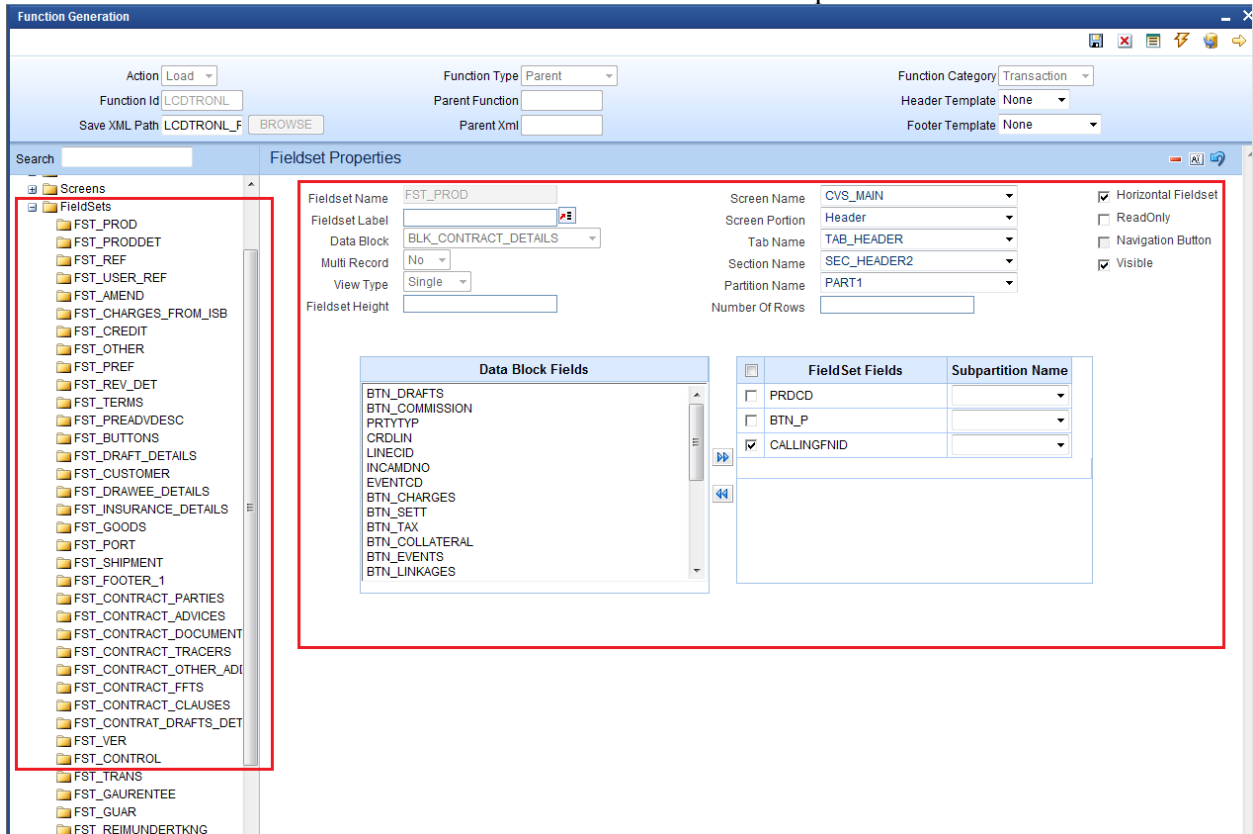 Function Generation
Action Load
Function Type Parent
Function Category Transaction
Function Id LCDTRONL
Parent Function
Header Template None
Save XML Path LCDTRONL_F BROWSE
Parent Xml
Footer Template None
Search
Fieldset Properties
Screens
FieldSets
FST_PROD
FST_PRODDET
FST_REF
FST_USER_REF
FST_AMEND
FST_CHARGES_FROM_ISB
FST_CREDIT
FST_OTHER
FST_PREF
FST_REV_DET
FST_TERMS
FST_PREADVDESC
FST_BUTTONS
FST_DRAFT_DETAILS
FST_CUSTOMER
FST_DRAWEE_DETAILS
FST_INSURANCE_DETAILS
FST_GOODS
FST_PORT
FST_SHIPMENT
FST_FOOTER_1
FST_CONTRACT_PARTIES
FST_CONTRACT_ADVICES
FST_CONTRACT_DOCUMENT
FST_CONTRACT_TRACERS
FST_CONTRACT_OTHER_ADD
FST_CONTRACT_FFTS
FST_CONTRACT_CLAUSES
FST_CONTRAT_DRAFTS_DET
FST_VER
FST_CONTROL
FST_TRANS
FST_GAURENTEE
FST_GUAR
FST_REIMUNDERTKNG
Fieldset Name FST_PROD
Screen Name CVS_MAIN
Horizontal Fieldset
Fieldset Label
Screen Portion Header
ReadOnly
Data Block BLK_CONTRACT_DETAILS
Tab Name TAB_HEADER
Navigation Button
Multi Record No
Section Name SEC_HEADER2
Visible
View Type Single
Partition Name PART1
Fieldset Height
Number Of Rows
Data Block Fields
BTN_DRAFTS
BTN_COMMISSION
PRTYTYP
CRDLIN
LINECID
INCAMDNO
EVENTCD
BTN_CHARGES
BTN_SETT
BTN_TAX
BTN_COLLATERAL
BTN_EVENTS
BTN_LINKAGES
FieldSet Fields Subpartition Name
PRDCD
BTN_P
CALLINGFNID